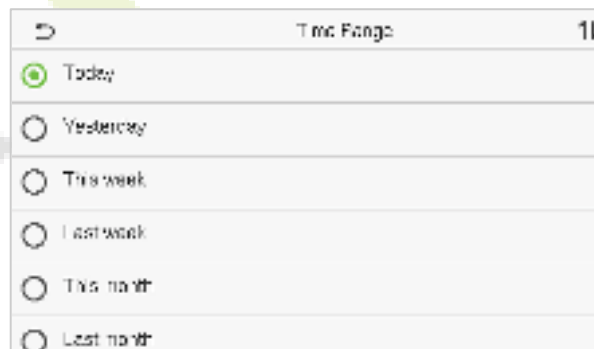 Time Range
Today
Yesterday
This week
Last week
This month
Last month